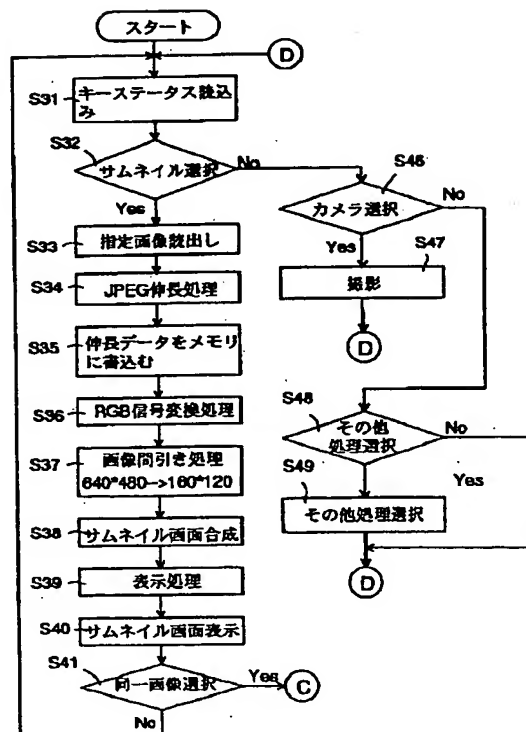 スタート
D
S31
キーステータス読込
み
S32
サムネイル選択
No
Yes
S46
カメラ選択
No
Yes
S47
撮影
D
S33
指定画像読出し
S34
JPEG伸長処理
S35
伸長データをメモリ
に書込む
S36
RGB信号変換処理
S37
画像間引き処理
640*480-->160*120
S38
サムネイル画面合成
S39
表示処理
S40
サムネイル画面表示
S41
同一画像選択
Yes
C
No
S48
その他
処理選択
No
Yes
S49
その他処理選択
D